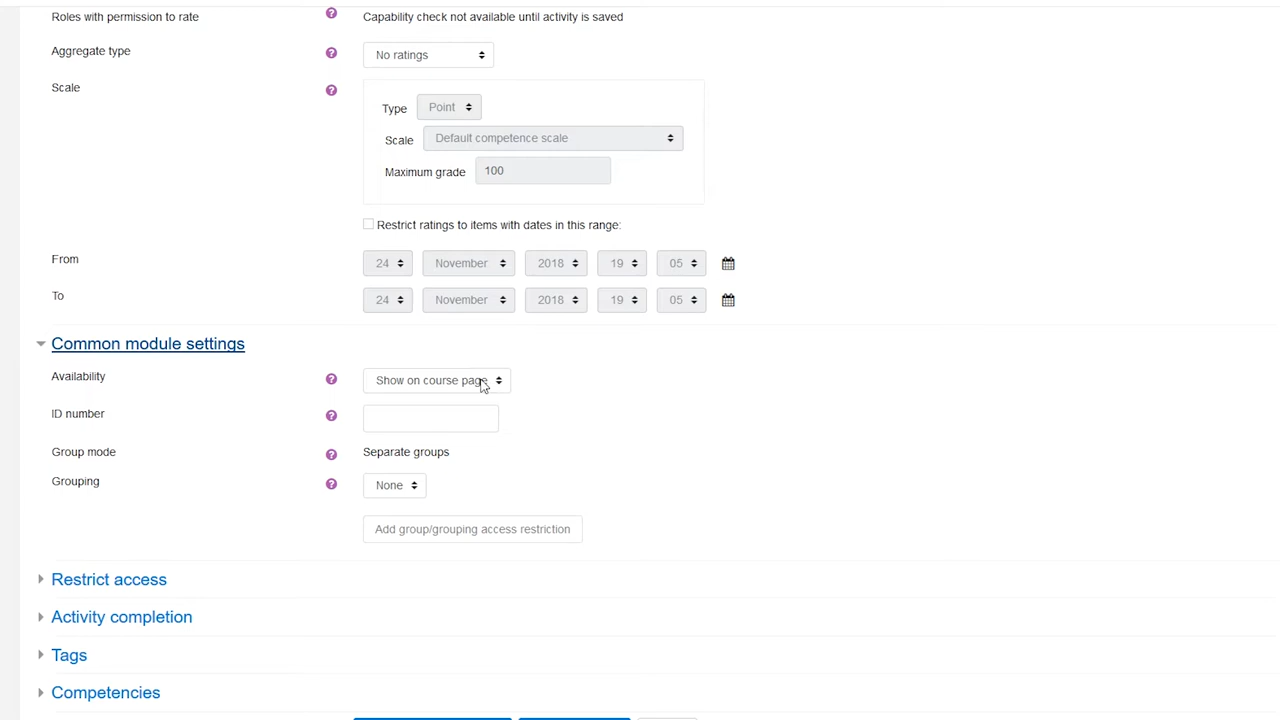 Roles with permission to rate Capability check not available until activity is saved
Aggregate type No ratings
Scale
Type Point
Scale Default competence scale
Maximum grade 100
Restrict ratings to items with dates in this range:
From 24 November 2018 19 05
To 24 November 2018 19 05
Common module settings
Availability Show on course page
ID number
Group mode Separate groups
Grouping None
Add group/grouping access restriction
Restrict access
Activity completion
Tags
Competencies